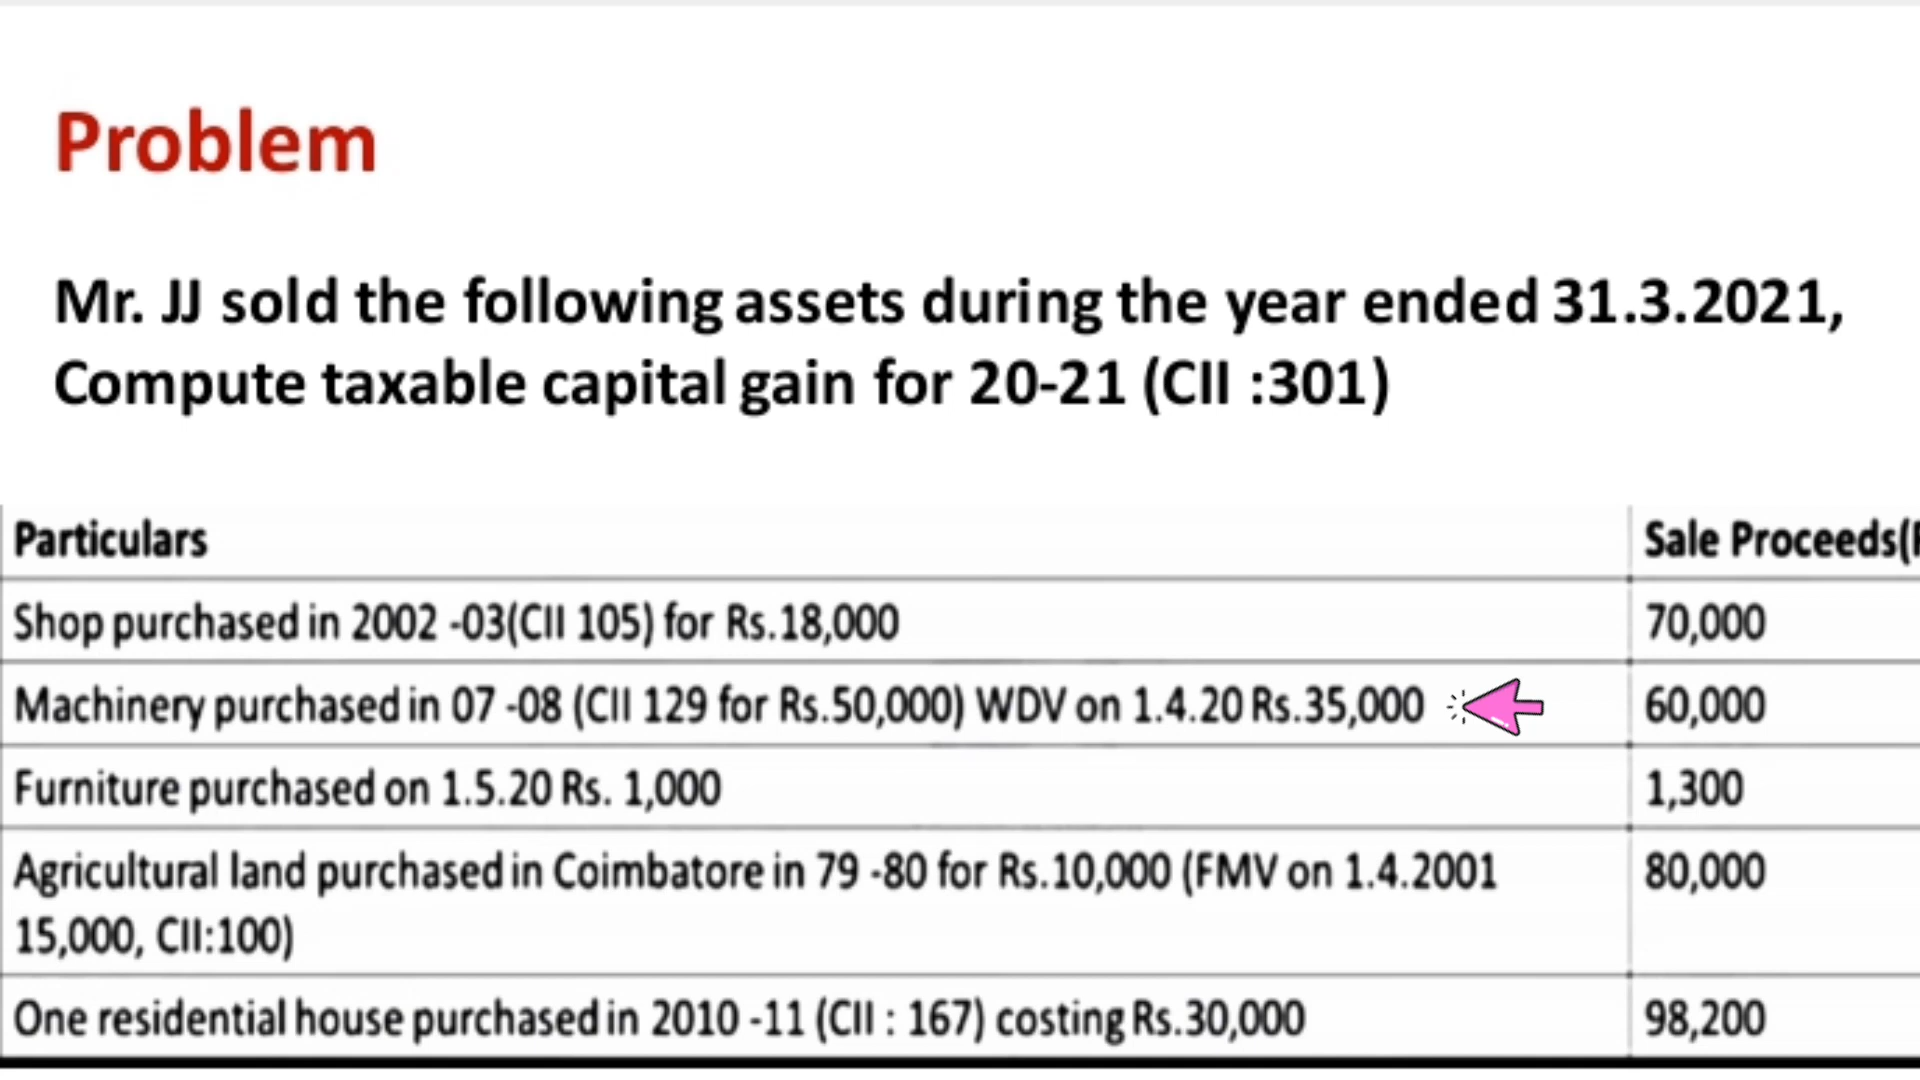 Problem
Mr. JJ sold the following assets during the year ended 31.3.2021,
Compute taxable capital gain for 20-21 (CII :301)
Particulars Sale Proceeds(
Shop purchased in 2002 -03(CII 105) for Rs.18,000 70,000
Machinery purchased in 07 -08 (CII 129 for Rs.50,000) WDV on 1.4.20 Rs.35,000 60,000
Furniture purchased on 1.5.20 Rs. 1,000 1,300
Agricultural land purchased in Coimbatore in 79 -80 for Rs.10,000 (FMV on 1.4.2001 80,000
15,000, CII:100)
One residential house purchased in 2010 -11 (CII : 167) costing Rs.30,000 98,200